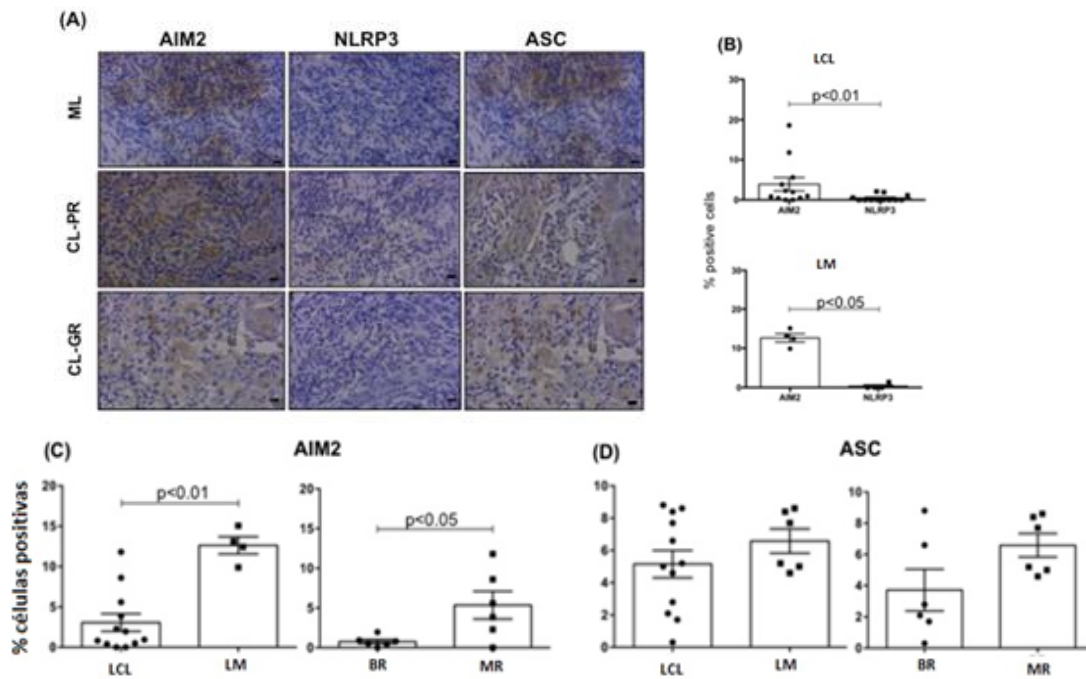 (A)
AIM2 NLRP3 ASC
ML
CL-PR
CL-GR
(B)
LCL
p<0.01
30
20
10
0
AIM2 NLRP3
% positive cells
LM
p<0.05
30
20
10
0
AIM2 NLRP3
(C) AIM2
% células positivas
p<0.01
20
15
10
5
0
LCL LM
p<0.05
20
15
10
5
0
BR MR
(D) ASC
10
8
6
4
2
0
LCL LM
10
8
6
4
2
0
BR MR